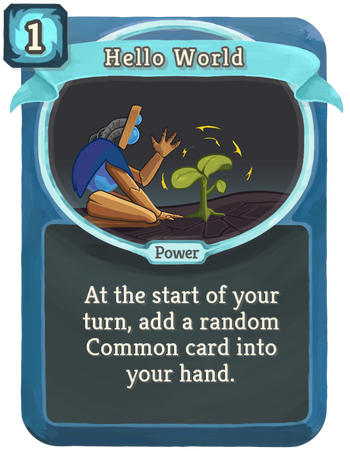 1
Hello World
Power
At the start of your
turn, add a random
Common card into
your hand.